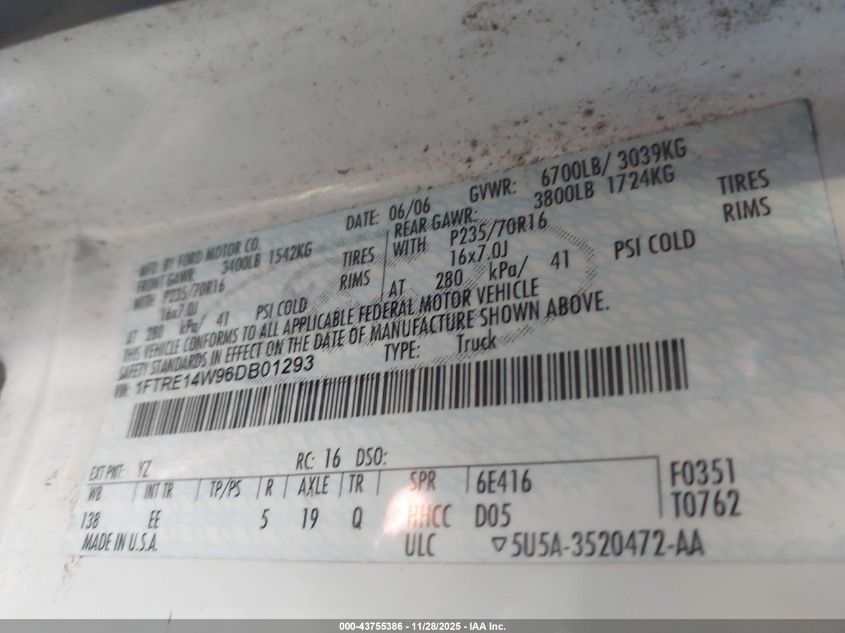 MFD. BY FORD MOTOR CO.
DATE: 06/06 GVWR: 6700LB/ 3039KG
FRONT GAWR: 3400LB 1542KG
REAR GAWR: 3800LB 1724KG
WITH P235/70R16 TIRES
WITH P235/70R16 TIRES
16x7.0J RIMS
16x7.0J RIMS
AT 280 kPa/ 41 PSI COLD
AT 280 kPa/ 41 PSI COLD
THIS VEHICLE CONFORMS TO ALL APPLICABLE FEDERAL MOTOR VEHICLE
SAFETY STANDARDS IN EFFECT ON THE DATE OF MANUFACTURE SHOWN ABOVE.
VIN: 1FTRE14W96DB01293 TYPE: Truck
EXT PNT: YZ RC: 16 DSO:
WB INT TR TP/PS R AXLE TR SPR 6E416 F0351
138 EE 5 19 Q HHCC D05 T0762
MADE IN U.S.A. ULC ▽5U5A-3520472-AA
000-43755386 - 11/28/2025 - IAA Inc.